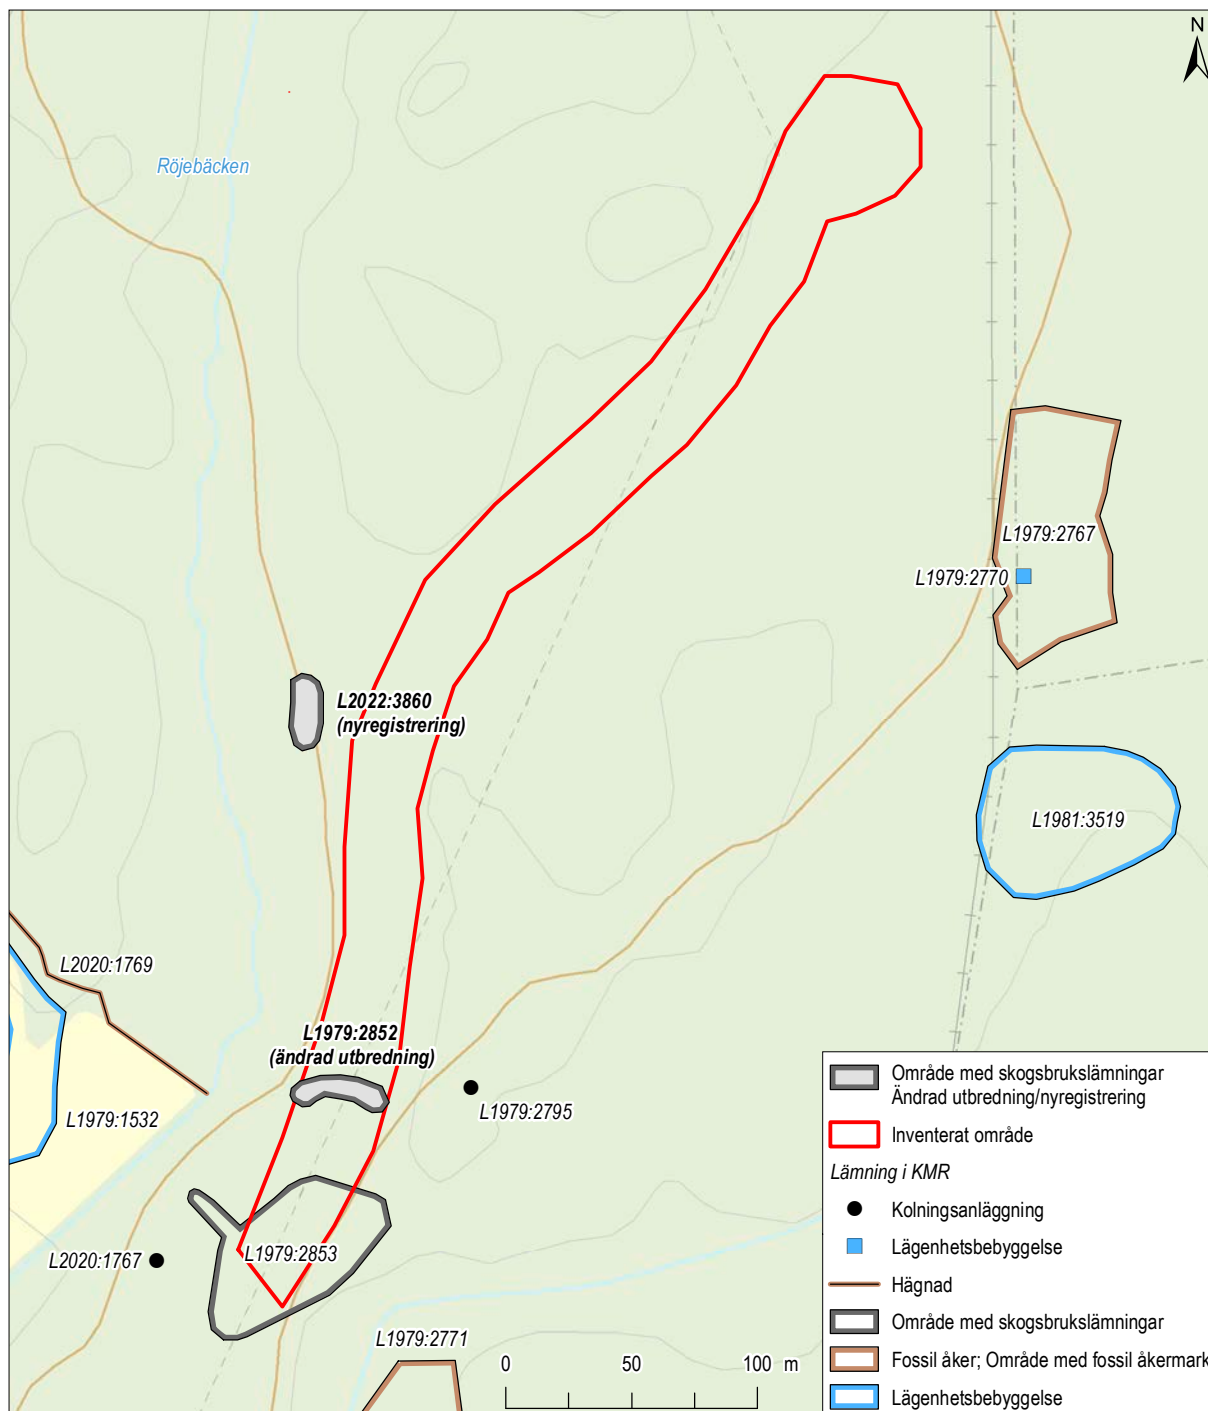 N
Röjebäcken
L1979:2767
L1979:2770
L2022:3860
(nyregistrering)
L1981:3519
L2020:1769
L1979:2852
(ändrad utbredning)
L1979:1532
L1979:2795
L1979:2853
L2020:1767
L1979:2771
0 50 100 m
Område med skogsbrukslämningar
Ändrad utbredning/nyregistrering
Inventerat område
Lämning i KMR
Kolningsanläggning
Lägenhetsbebyggelse
Hägnad
Område med skogsbrukslämningar
Fossil åker; Område med fossil åkermark
Lägenhetsbebyggelse